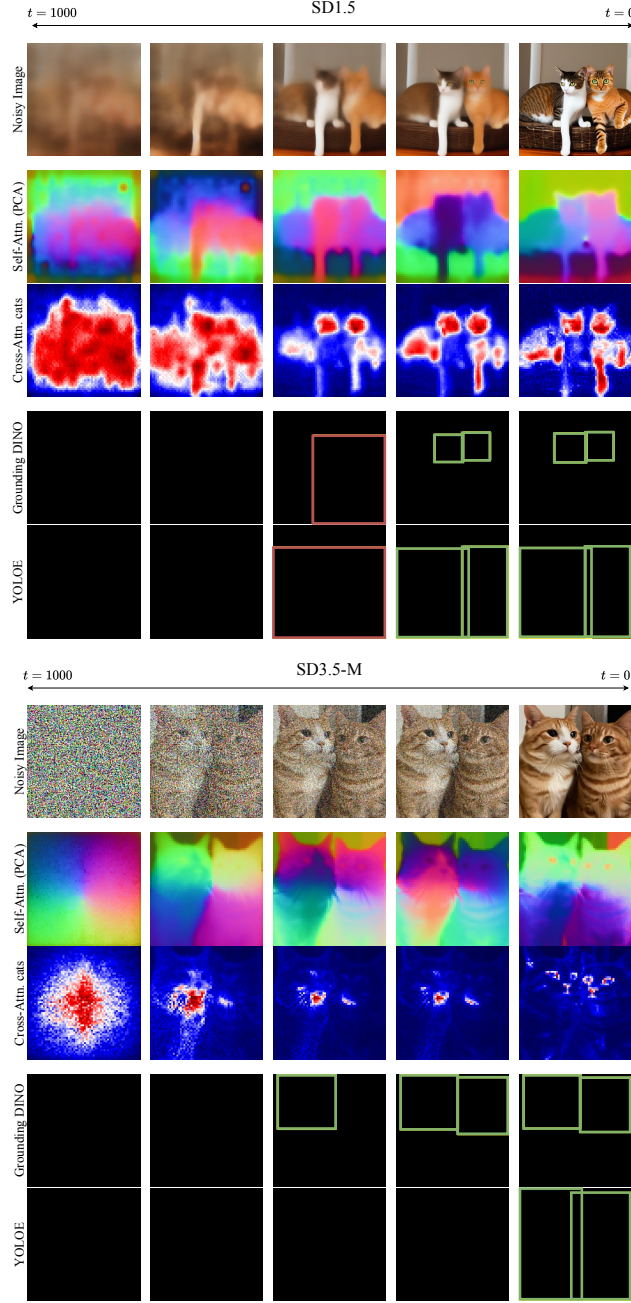 SD1.5
t = 1000
t = 0
Noisy Image
Self-Attn. (PCA)
Cross-Attn. cats
Grounding DINO
YOLOE
SD3.5-M
t = 1000
t = 0
Noisy Image
Self-Attn. (PCA)
Cross-Attn. cats
Grounding DINO
YOLOE